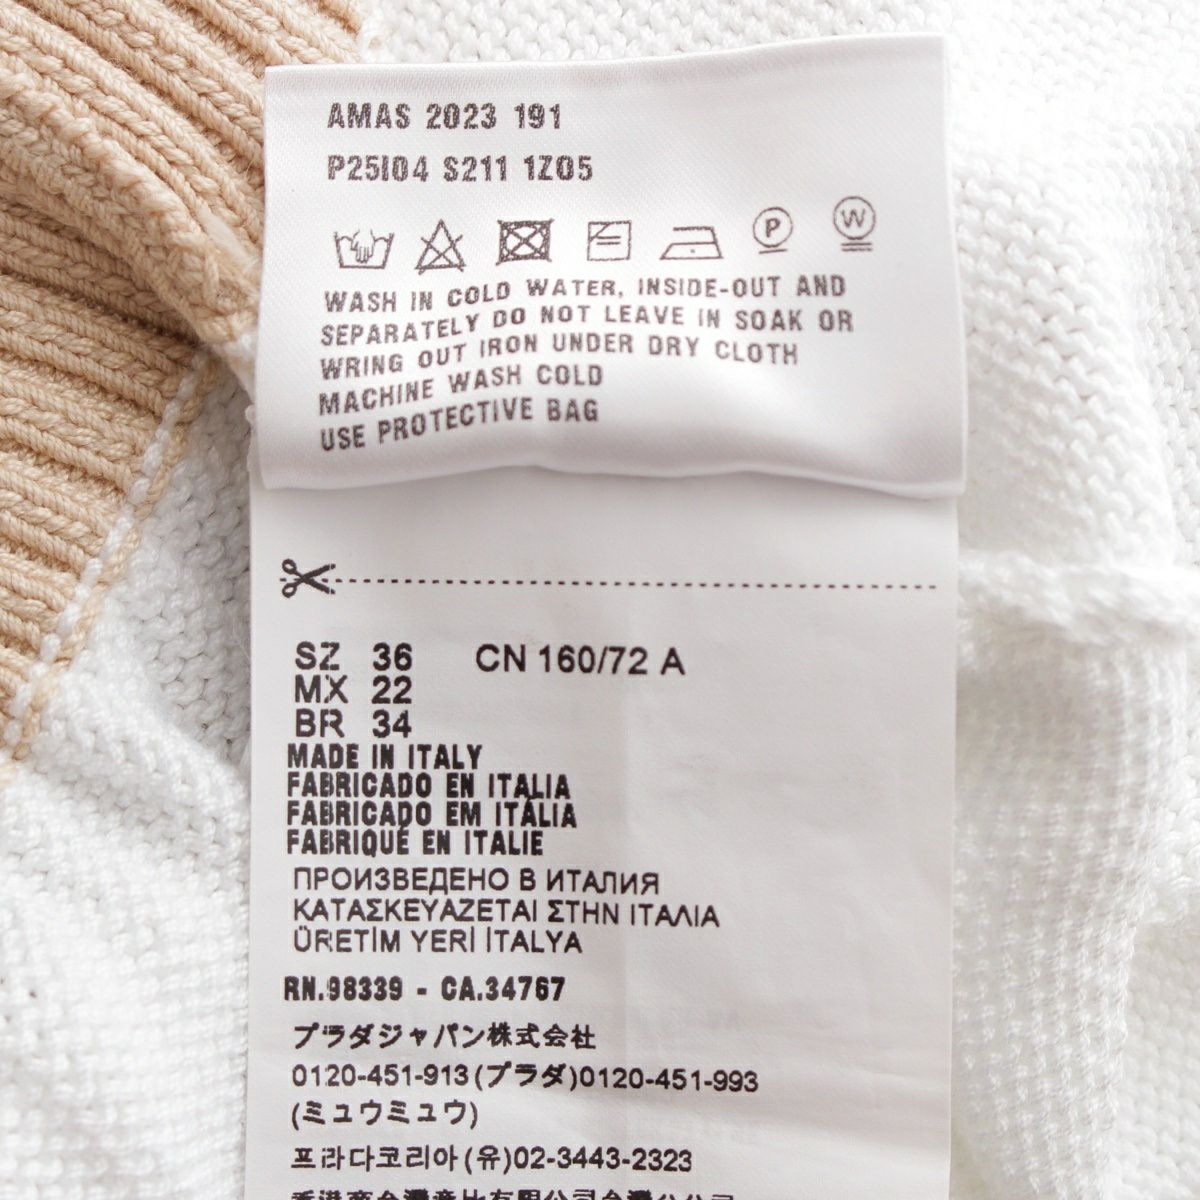 AMAS 2023 191
P25I04 S211 1Z05
P W
WASH IN COLD WATER, INSIDE-OUT AND
SEPARATELY DO NOT LEAVE IN SOAK OR
WRING OUT IRON UNDER DRY CLOTH
MACHINE WASH COLD
USE PROTECTIVE BAG
SZ 36 CN 160/72 A
MX 22
BR 34
MADE IN ITALY
FABRICADO EN ITALIA
FABRICADO EM ITÁLIA
FABRIQUÉ EN ITALIE
ПРОИЗВЕДЕНО В ИТАЛИЯ
ΚΑΤΑΣΚΕΥΑΖΕΤΑΙ ΣΤΗΝ ΙΤΑΛΙΑ
ÜRETİM YERİ İTALYA
RN.98339 - CA.34767
プラダジャパン株式会社
0120-451-913(プラダ)0120-451-993
(ミュウミュウ)
프라다코리아(유)02-3443-2323